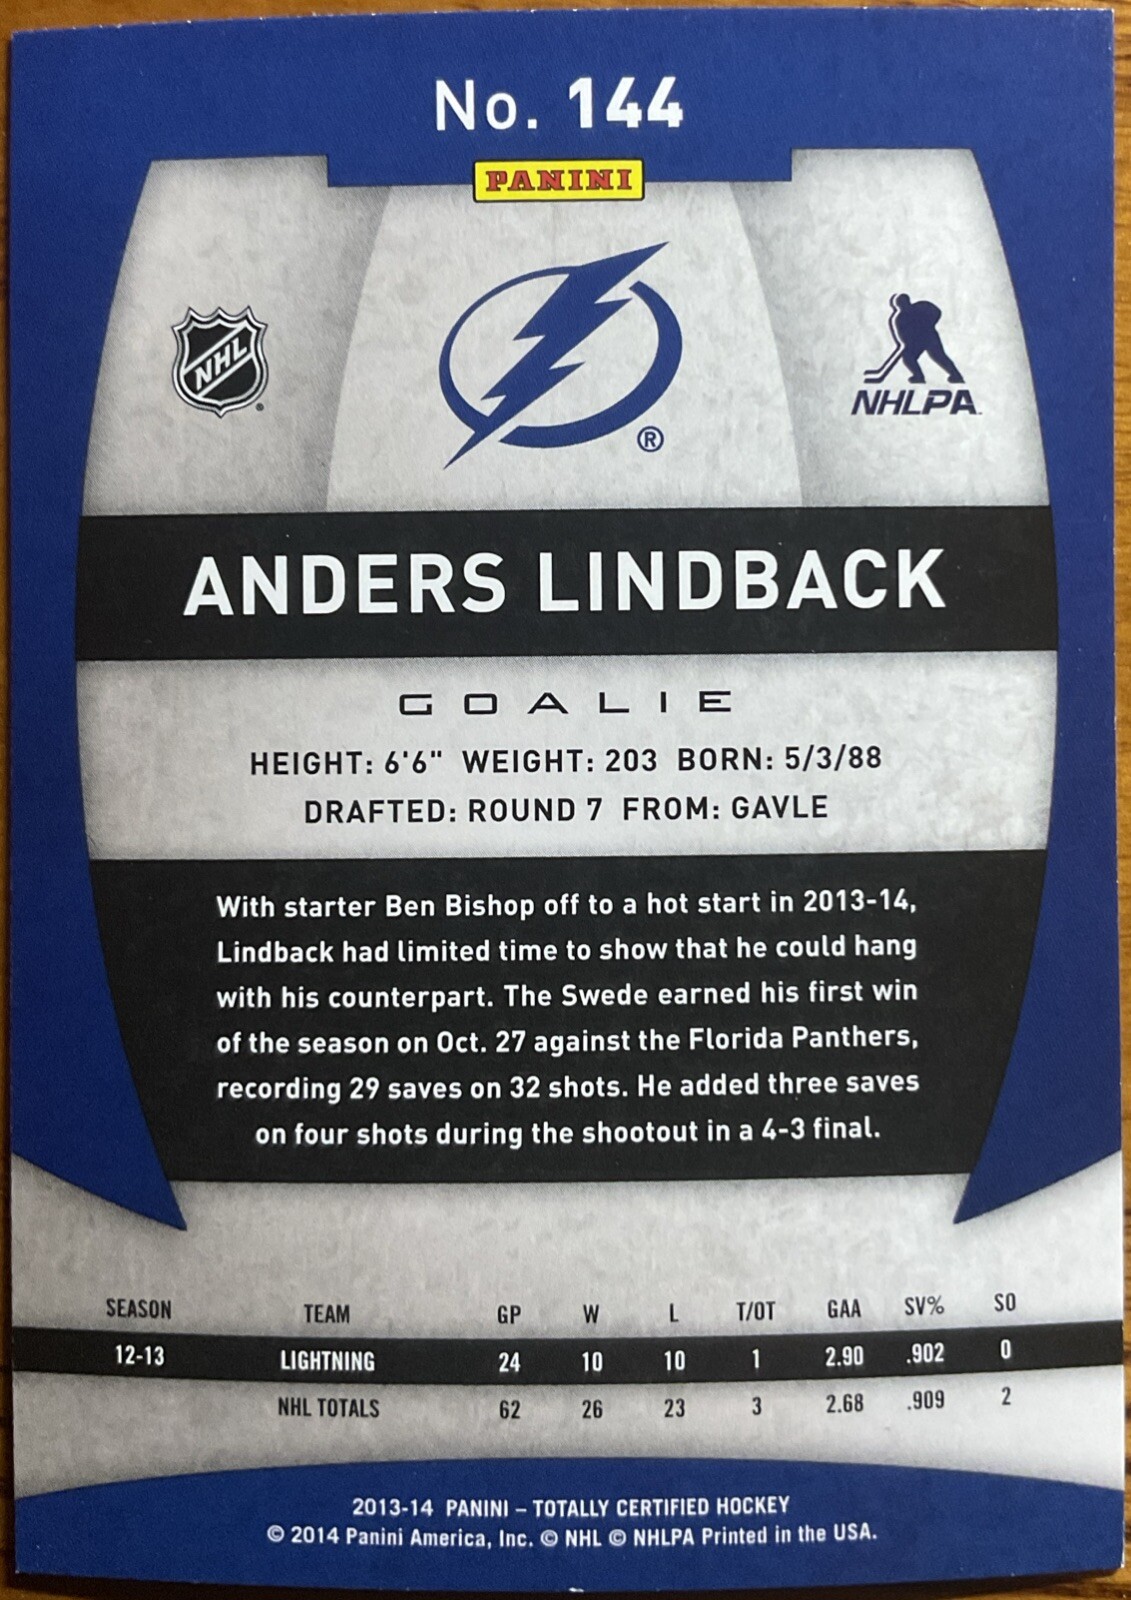 No. 144
PANINI
NHL
®
NHLPA
ANDERS LINDBACK
GOALIE
HEIGHT: 6'6" WEIGHT: 203 BORN: 5/3/88
DRAFTED: ROUND 7 FROM: GAVLE
With starter Ben Bishop off to a hot start in 2013-14,
Lindback had limited time to show that he could hang
with his counterpart. The Swede earned his first win
of the season on Oct. 27 against the Florida Panthers,
recording 29 saves on 32 shots. He added three saves
on four shots during the shootout in a 4-3 final.
SEASON TEAM GP W L T/OT GAA SV% SO
12-13 LIGHTNING 24 10 10 1 2.90 .902 0
NHL TOTALS 62 26 23 3 2.68 .909 2
2013-14 PANINI – TOTALLY CERTIFIED HOCKEY
© 2014 Panini America, Inc. © NHL © NHLPA Printed in the USA.